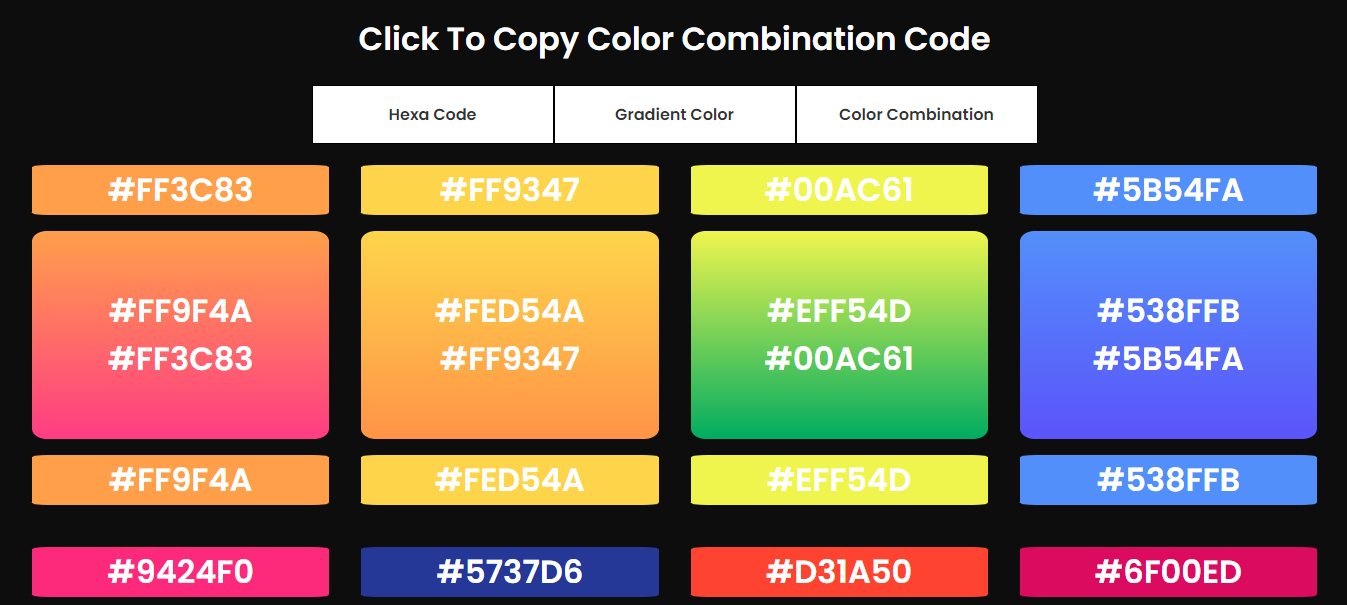 Click To Copy Color Combination Code
Hexa Code
Gradient Color
Color Combination
#FF3C83
#FF9347
#00AC61
#5B54FA
#FF9F4A
#FF3C83
#FED54A
#FF9347
#EFF54D
#00AC61
#538FFB
#5B54FA
#FF9F4A
#FED54A
#EFF54D
#538FFB
#9424F0
#5737D6
#D31A50
#6F00ED